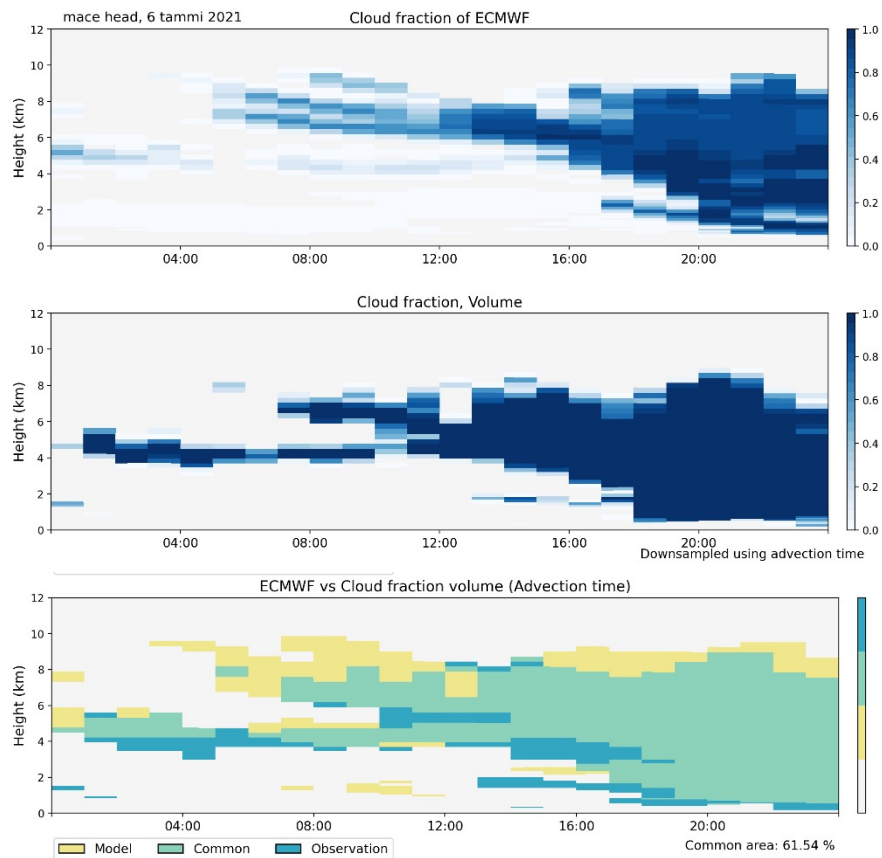 mace head, 6 tammi 2021
Cloud fraction of ECMWF
Height (km)
12
10
8
6
4
2
0
04:00 08:00 12:00 16:00 20:00
1.0
0.8
0.6
0.4
0.2
0.0
Cloud fraction, Volume
Height (km)
12
10
8
6
4
2
0
04:00 08:00 12:00 16:00 20:00
1.0
0.8
0.6
0.4
0.2
0.0
Downsampled using advection time
ECMWF vs Cloud fraction volume (Advection time)
Height (km)
12
10
8
6
4
2
0
04:00 08:00 12:00 16:00 20:00
Model Common Observation
Common area: 61.54 %